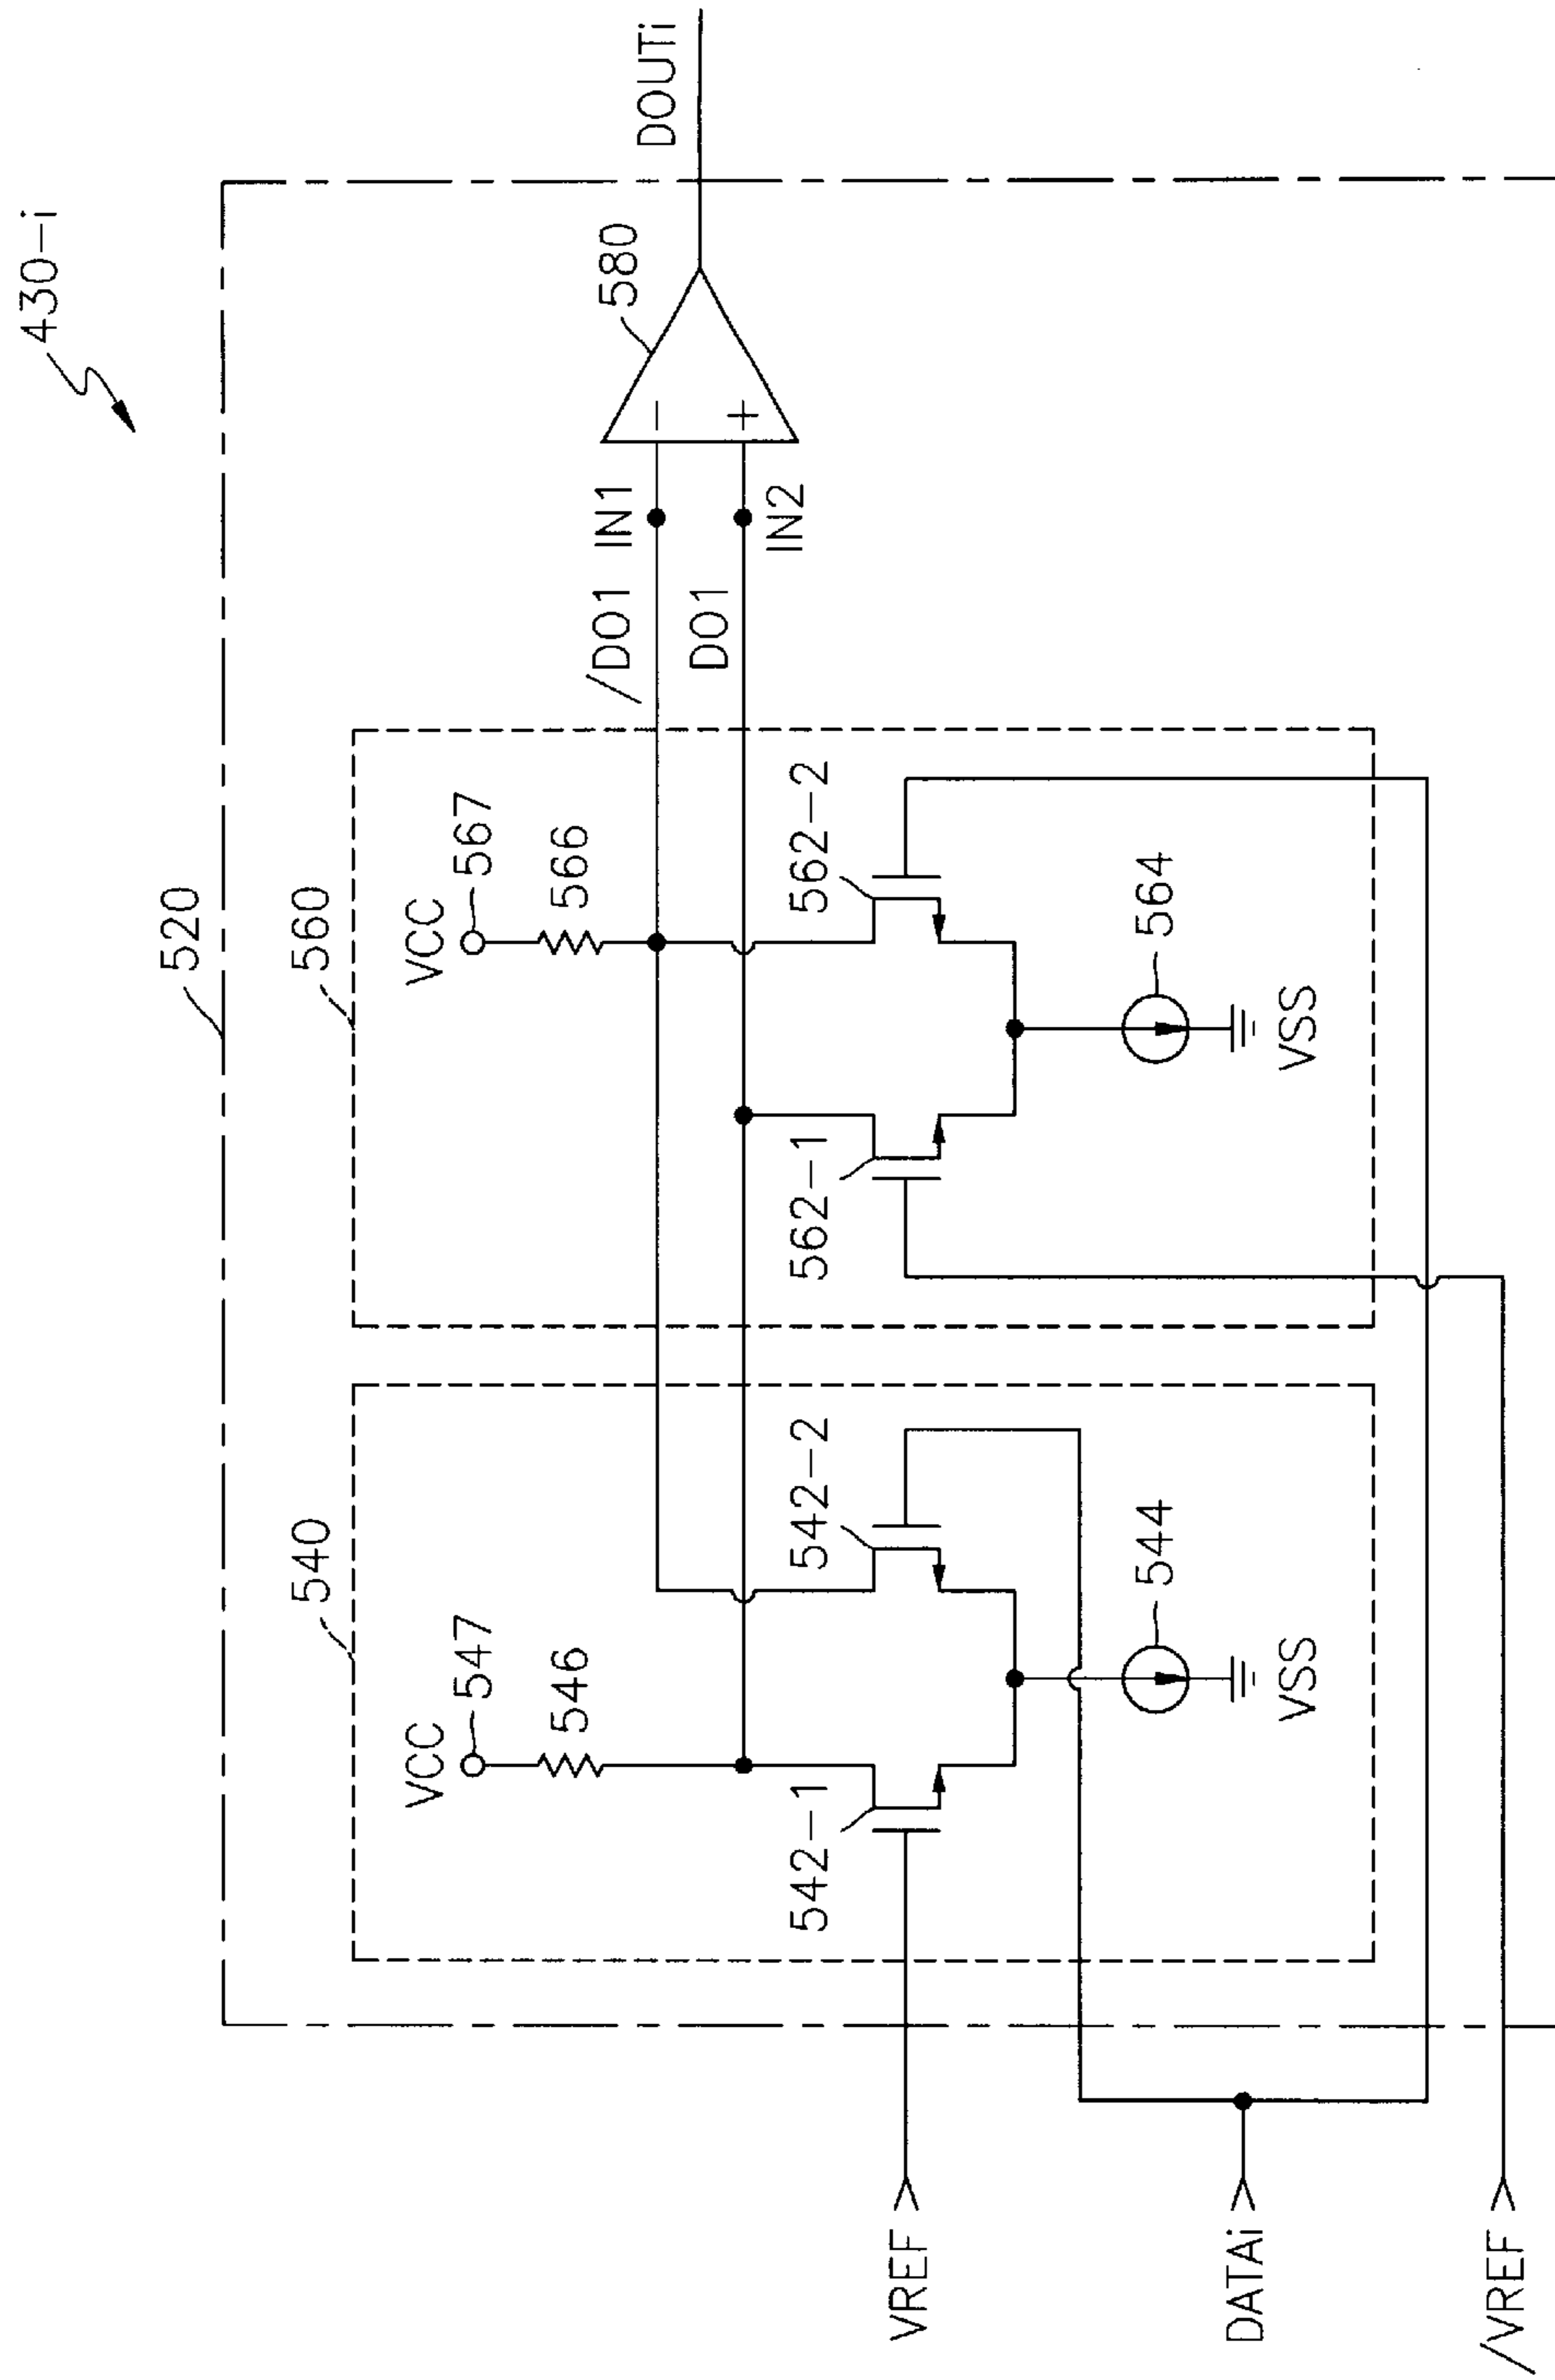 430-i
520
540
560
VCC
547
546
VCC
567
566
/DO1
IN1
DO1
IN2
580
DOUTi
542-1
542-2
562-1
562-2
544
VSS
564
VSS
VREF
DATAi
/VREF